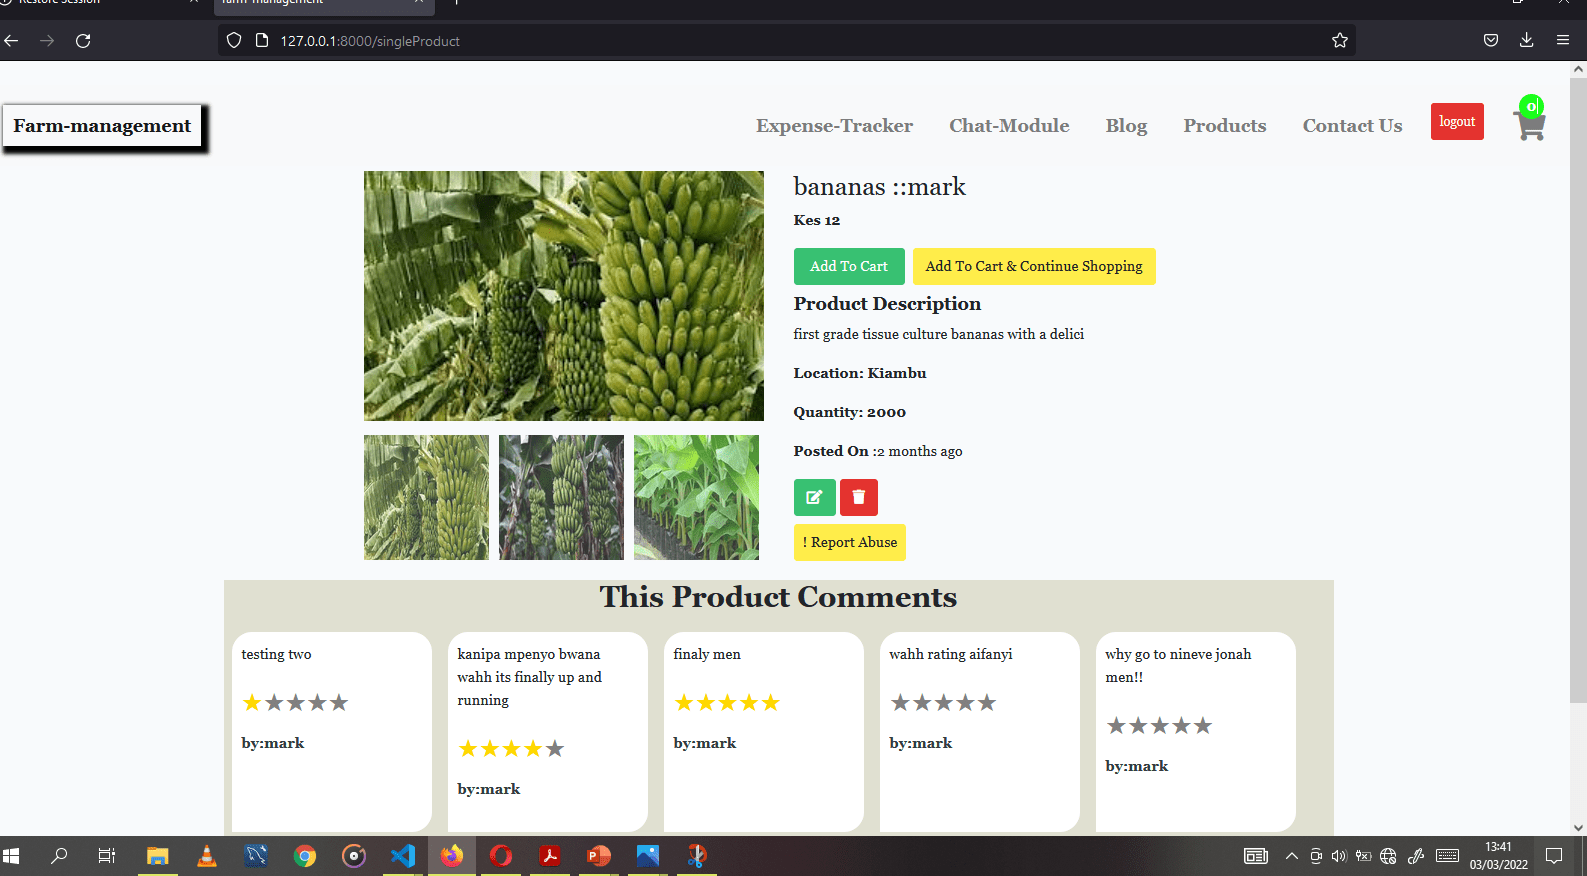 Restore Session
farm-management
127.0.0.1:8000/singleProduct
Farm-management
Expense-Tracker
Chat-Module
Blog
Products
Contact Us
logout
0
bananas ::mark
Kes 12
Add To Cart
Add To Cart & Continue Shopping
Product Description
first grade tissue culture bananas with a delici
Location: Kiambu
Quantity: 2000
Posted On :2 months ago
! Report Abuse
This Product Comments
testing two
by:mark
kanipa mpenyo bwana
wahh its finally up and
running
by:mark
finaly men
by:mark
wahh rating aifanyi
by:mark
why go to nineve jonah
men!!
by:mark
13:41
03/03/2022